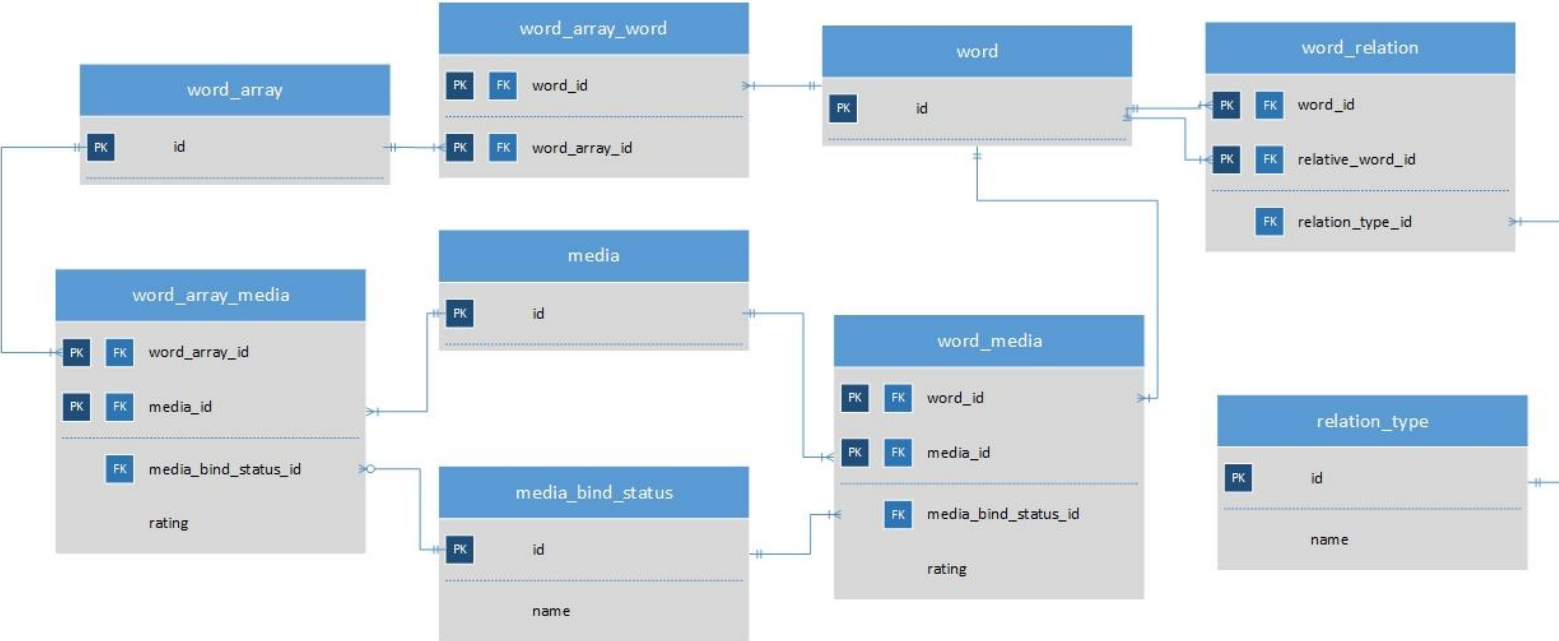 word_array
PK id
word_array_word
PK FK word_id
PK FK word_array_id
word
PK id
word_relation
PK FK word_id
PK FK relative_word_id
FK relation_type_id
word_array_media
PK FK word_array_id
PK FK media_id
FK media_bind_status_id
rating
media
PK id
media_bind_status
PK id
name
word_media
PK FK word_id
PK FK media_id
FK media_bind_status_id
rating
relation_type
PK id
name